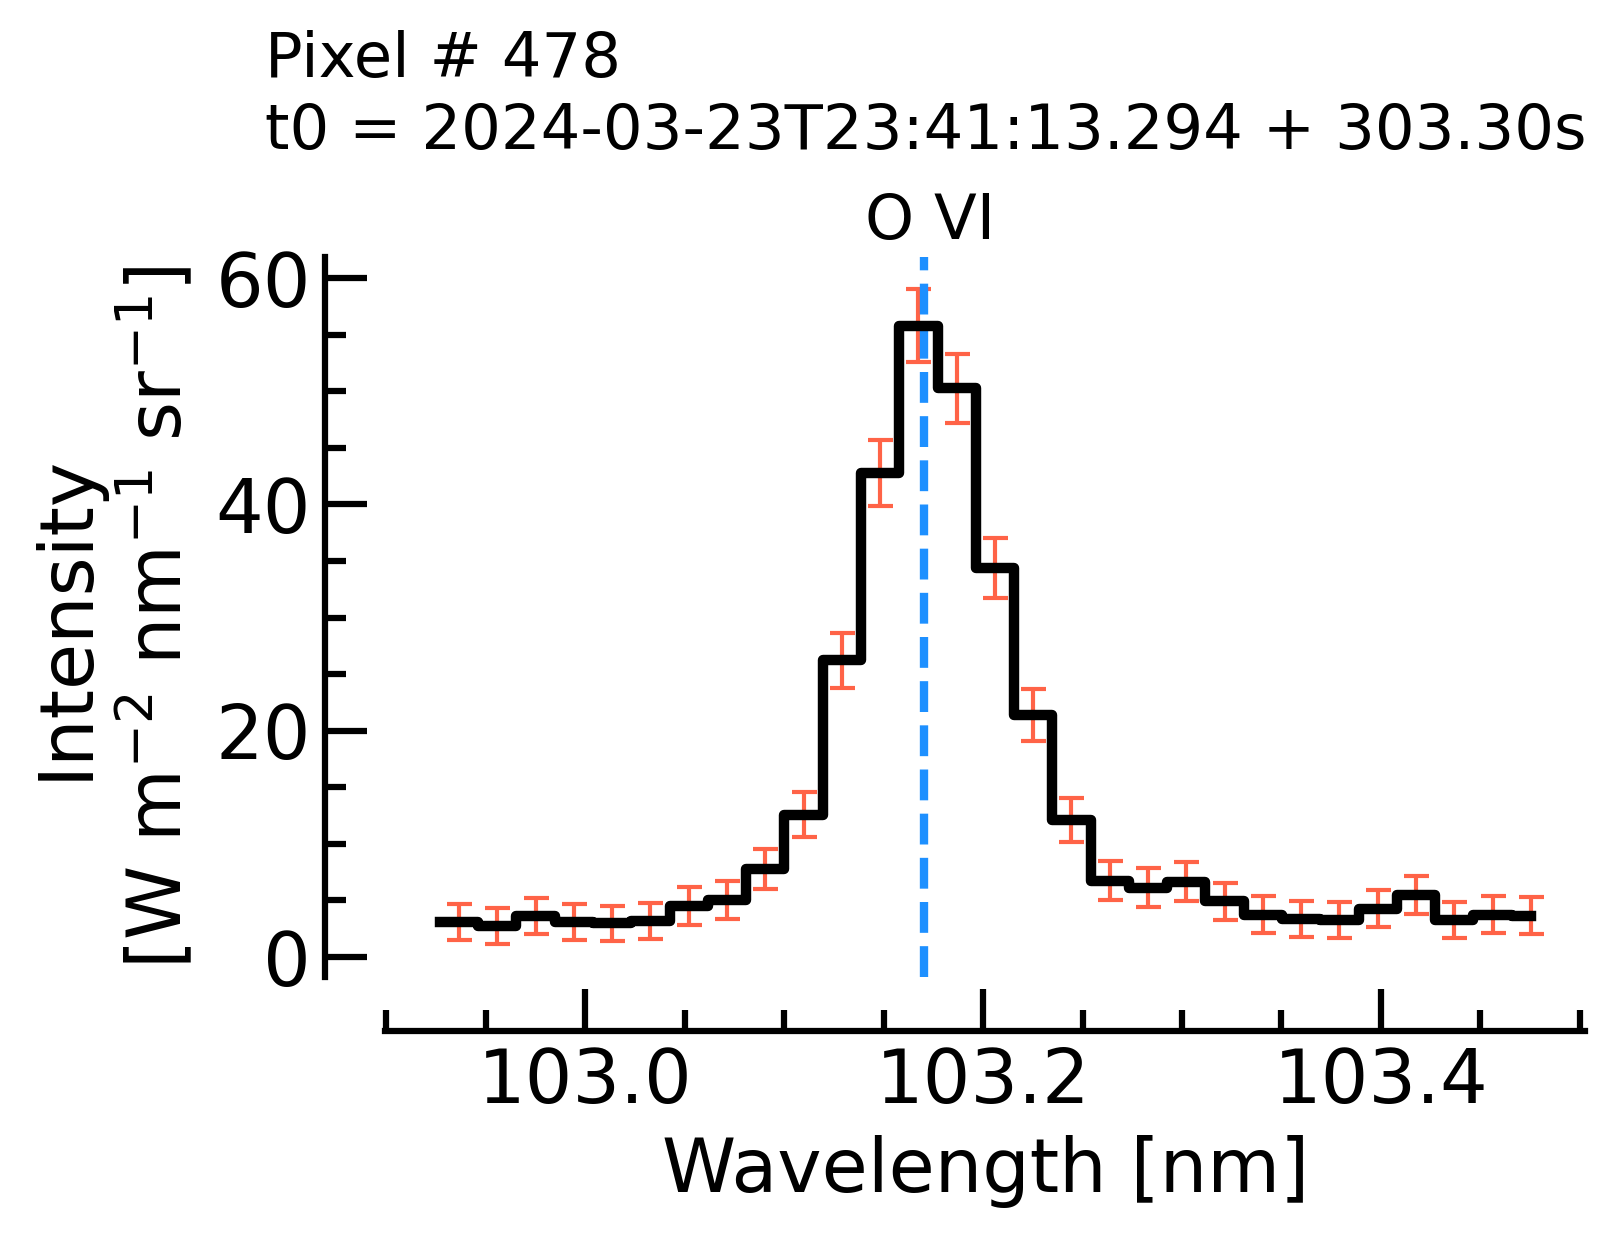 Pixel # 478
t0 = 2024-03-23T23:41:13.294 + 303.30s
O VI
Intensity
[W m⁻² nm⁻¹ sr⁻¹]
60
40
20
0
103.0 103.2 103.4
Wavelength [nm]